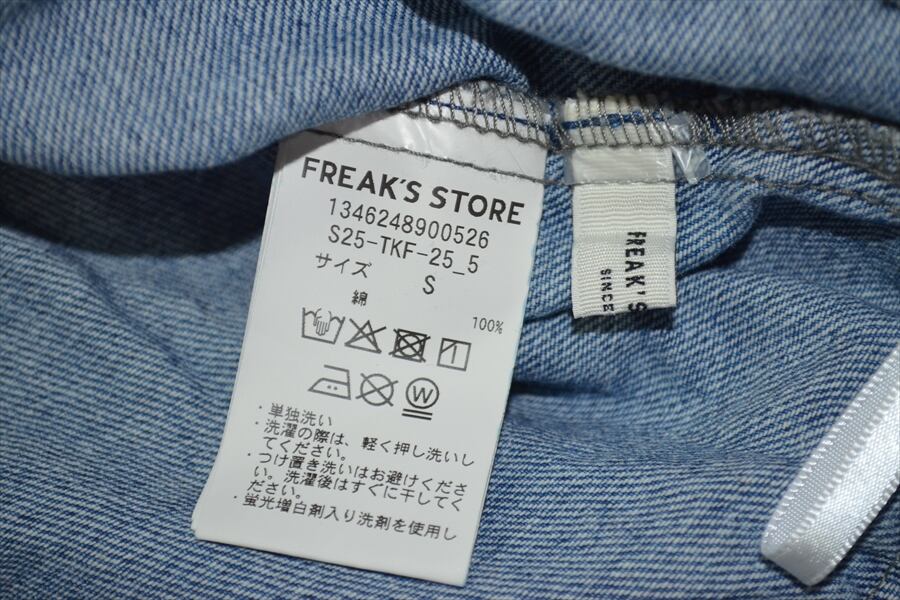 FREAK'S STORE
1346248900526
S25-TKF-25_5
サイズ S
綿
100%
W
・単独洗い
・洗濯の際は、軽く押し洗いし
てください。
・つけ置き洗いはお避けくださ
い。洗濯後はすぐに干してく
ださい。
・蛍光増白剤入り洗剤を使用し
FREAK'S
SINCE